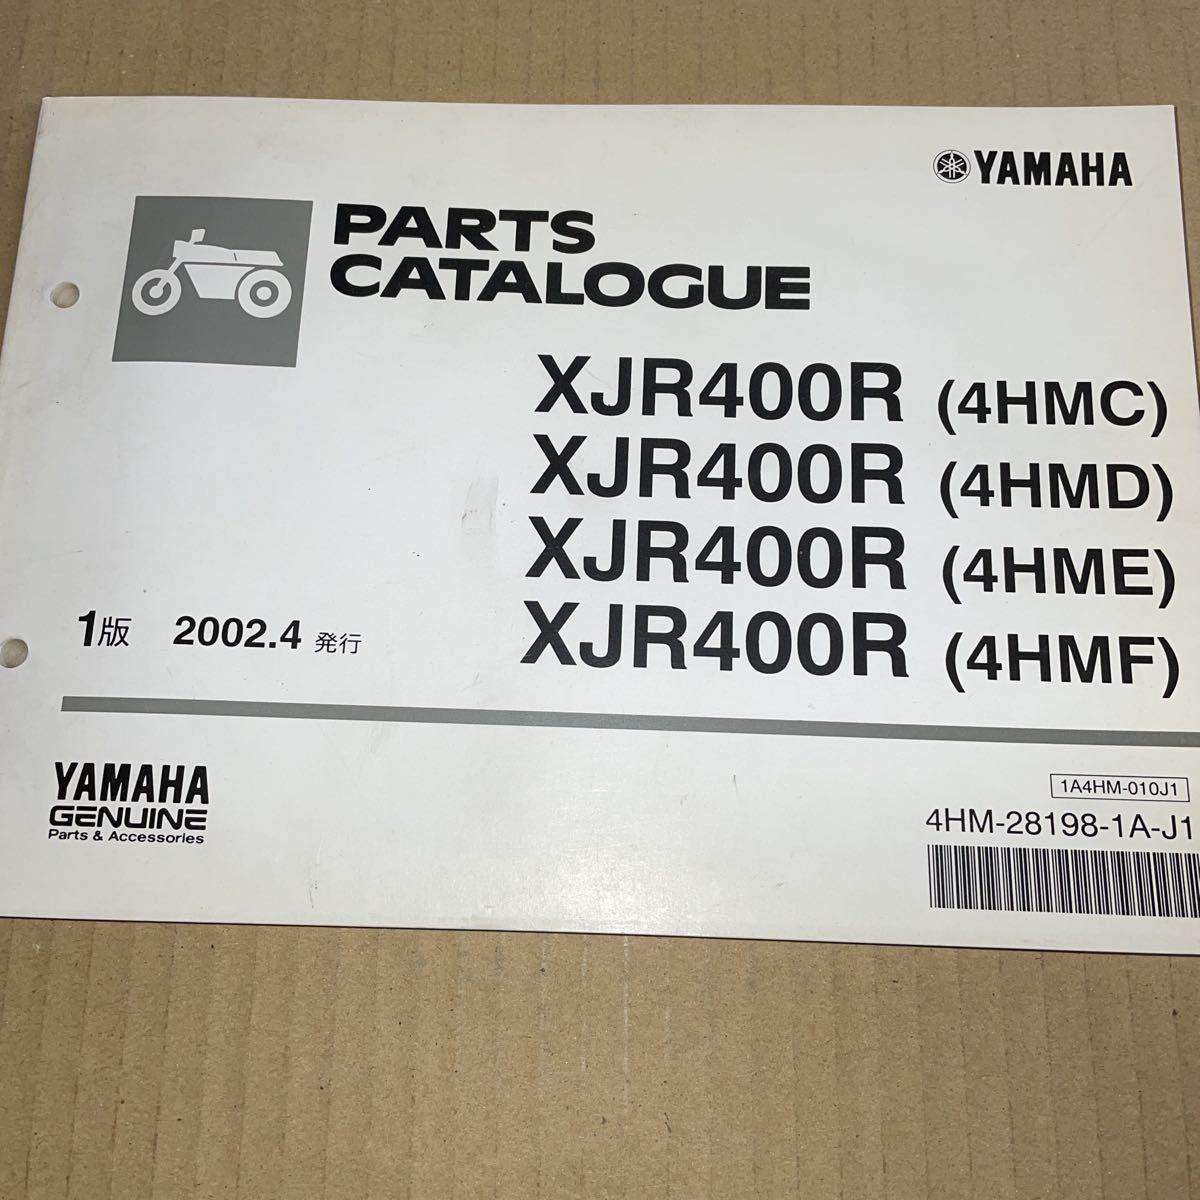 YAMAHA
PARTS
CATALOGUE
XJR400R (4HMC)
XJR400R (4HMD)
XJR400R (4HME)
XJR400R (4HMF)
1版 2002.4 発行
YAMAHA
GENUINE
Parts & Accessories
1A4HM-010J1
4HM-28198-1A-J1